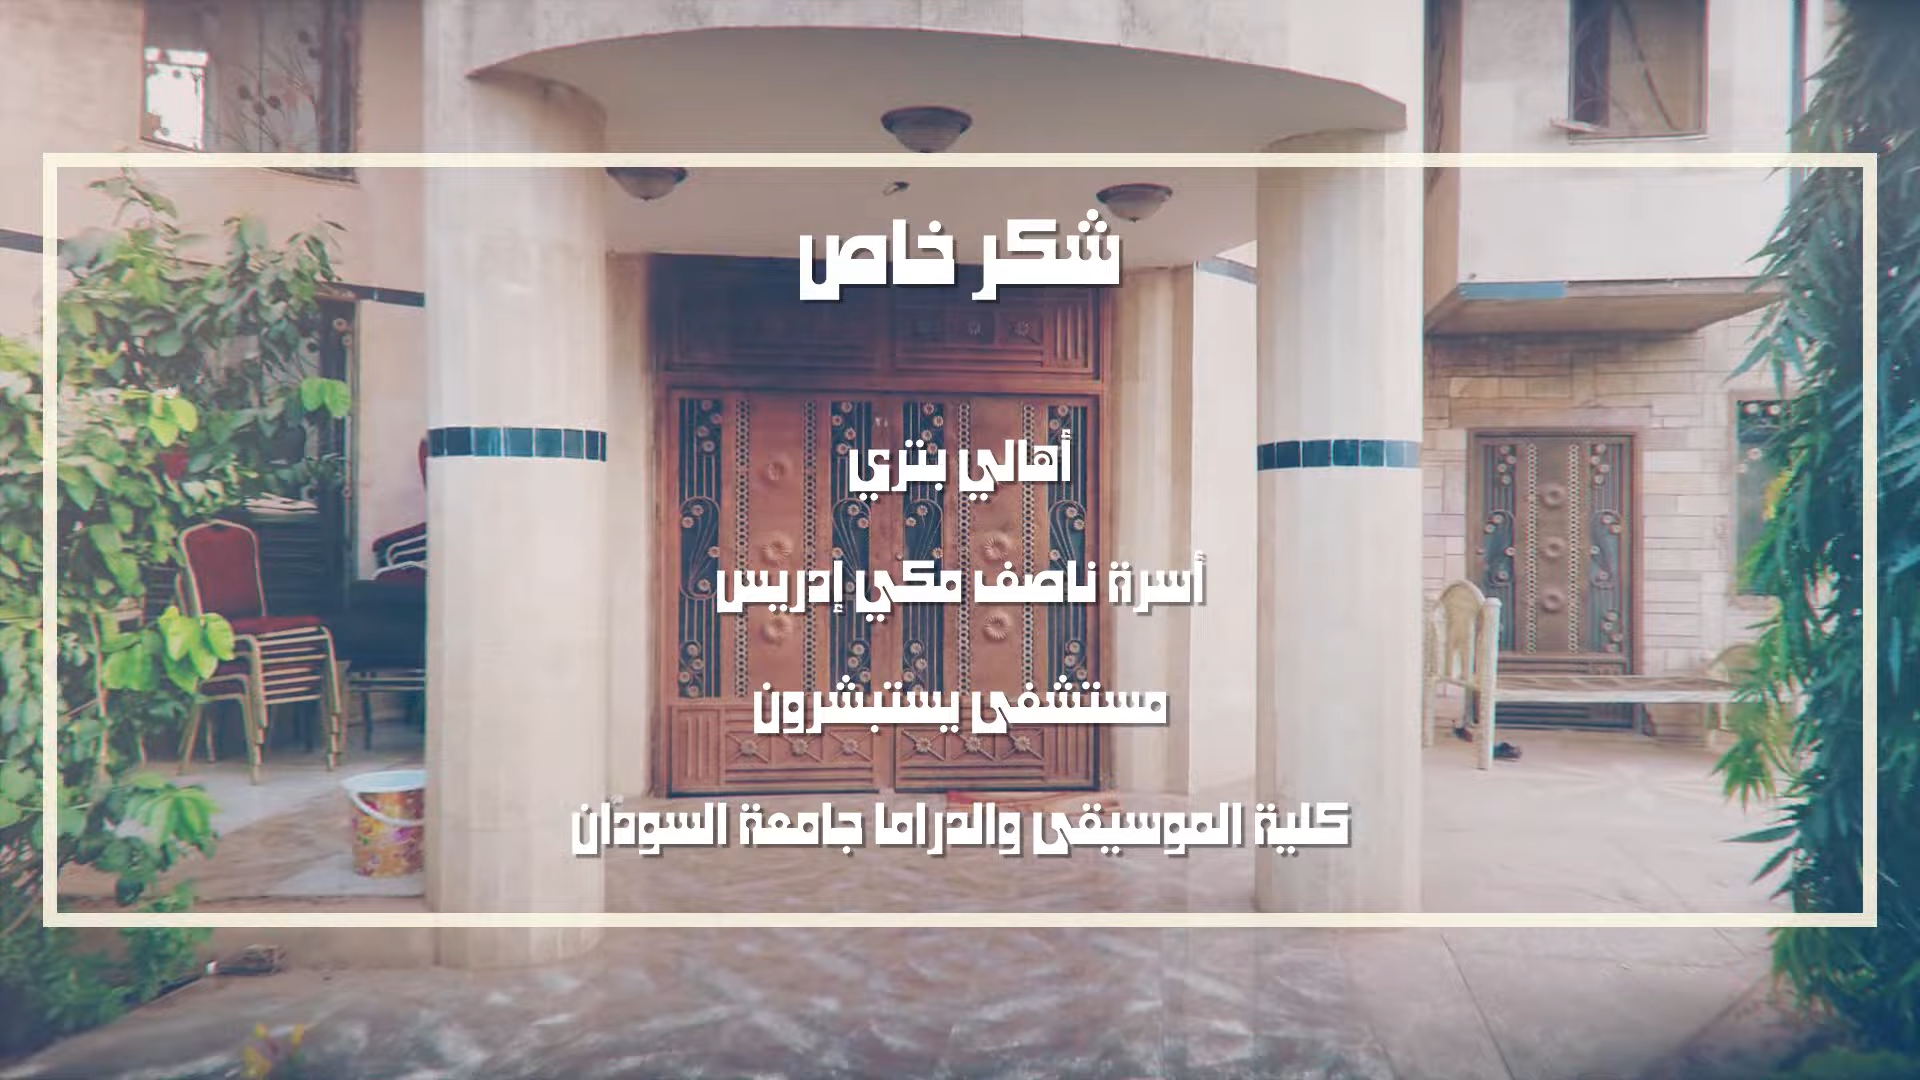 شكر خاص
أهالي بتري
أسرة ناصف مكي إدريس
مستشفى يستبشرون
كلية الموسيقى والدراما جامعة السودان